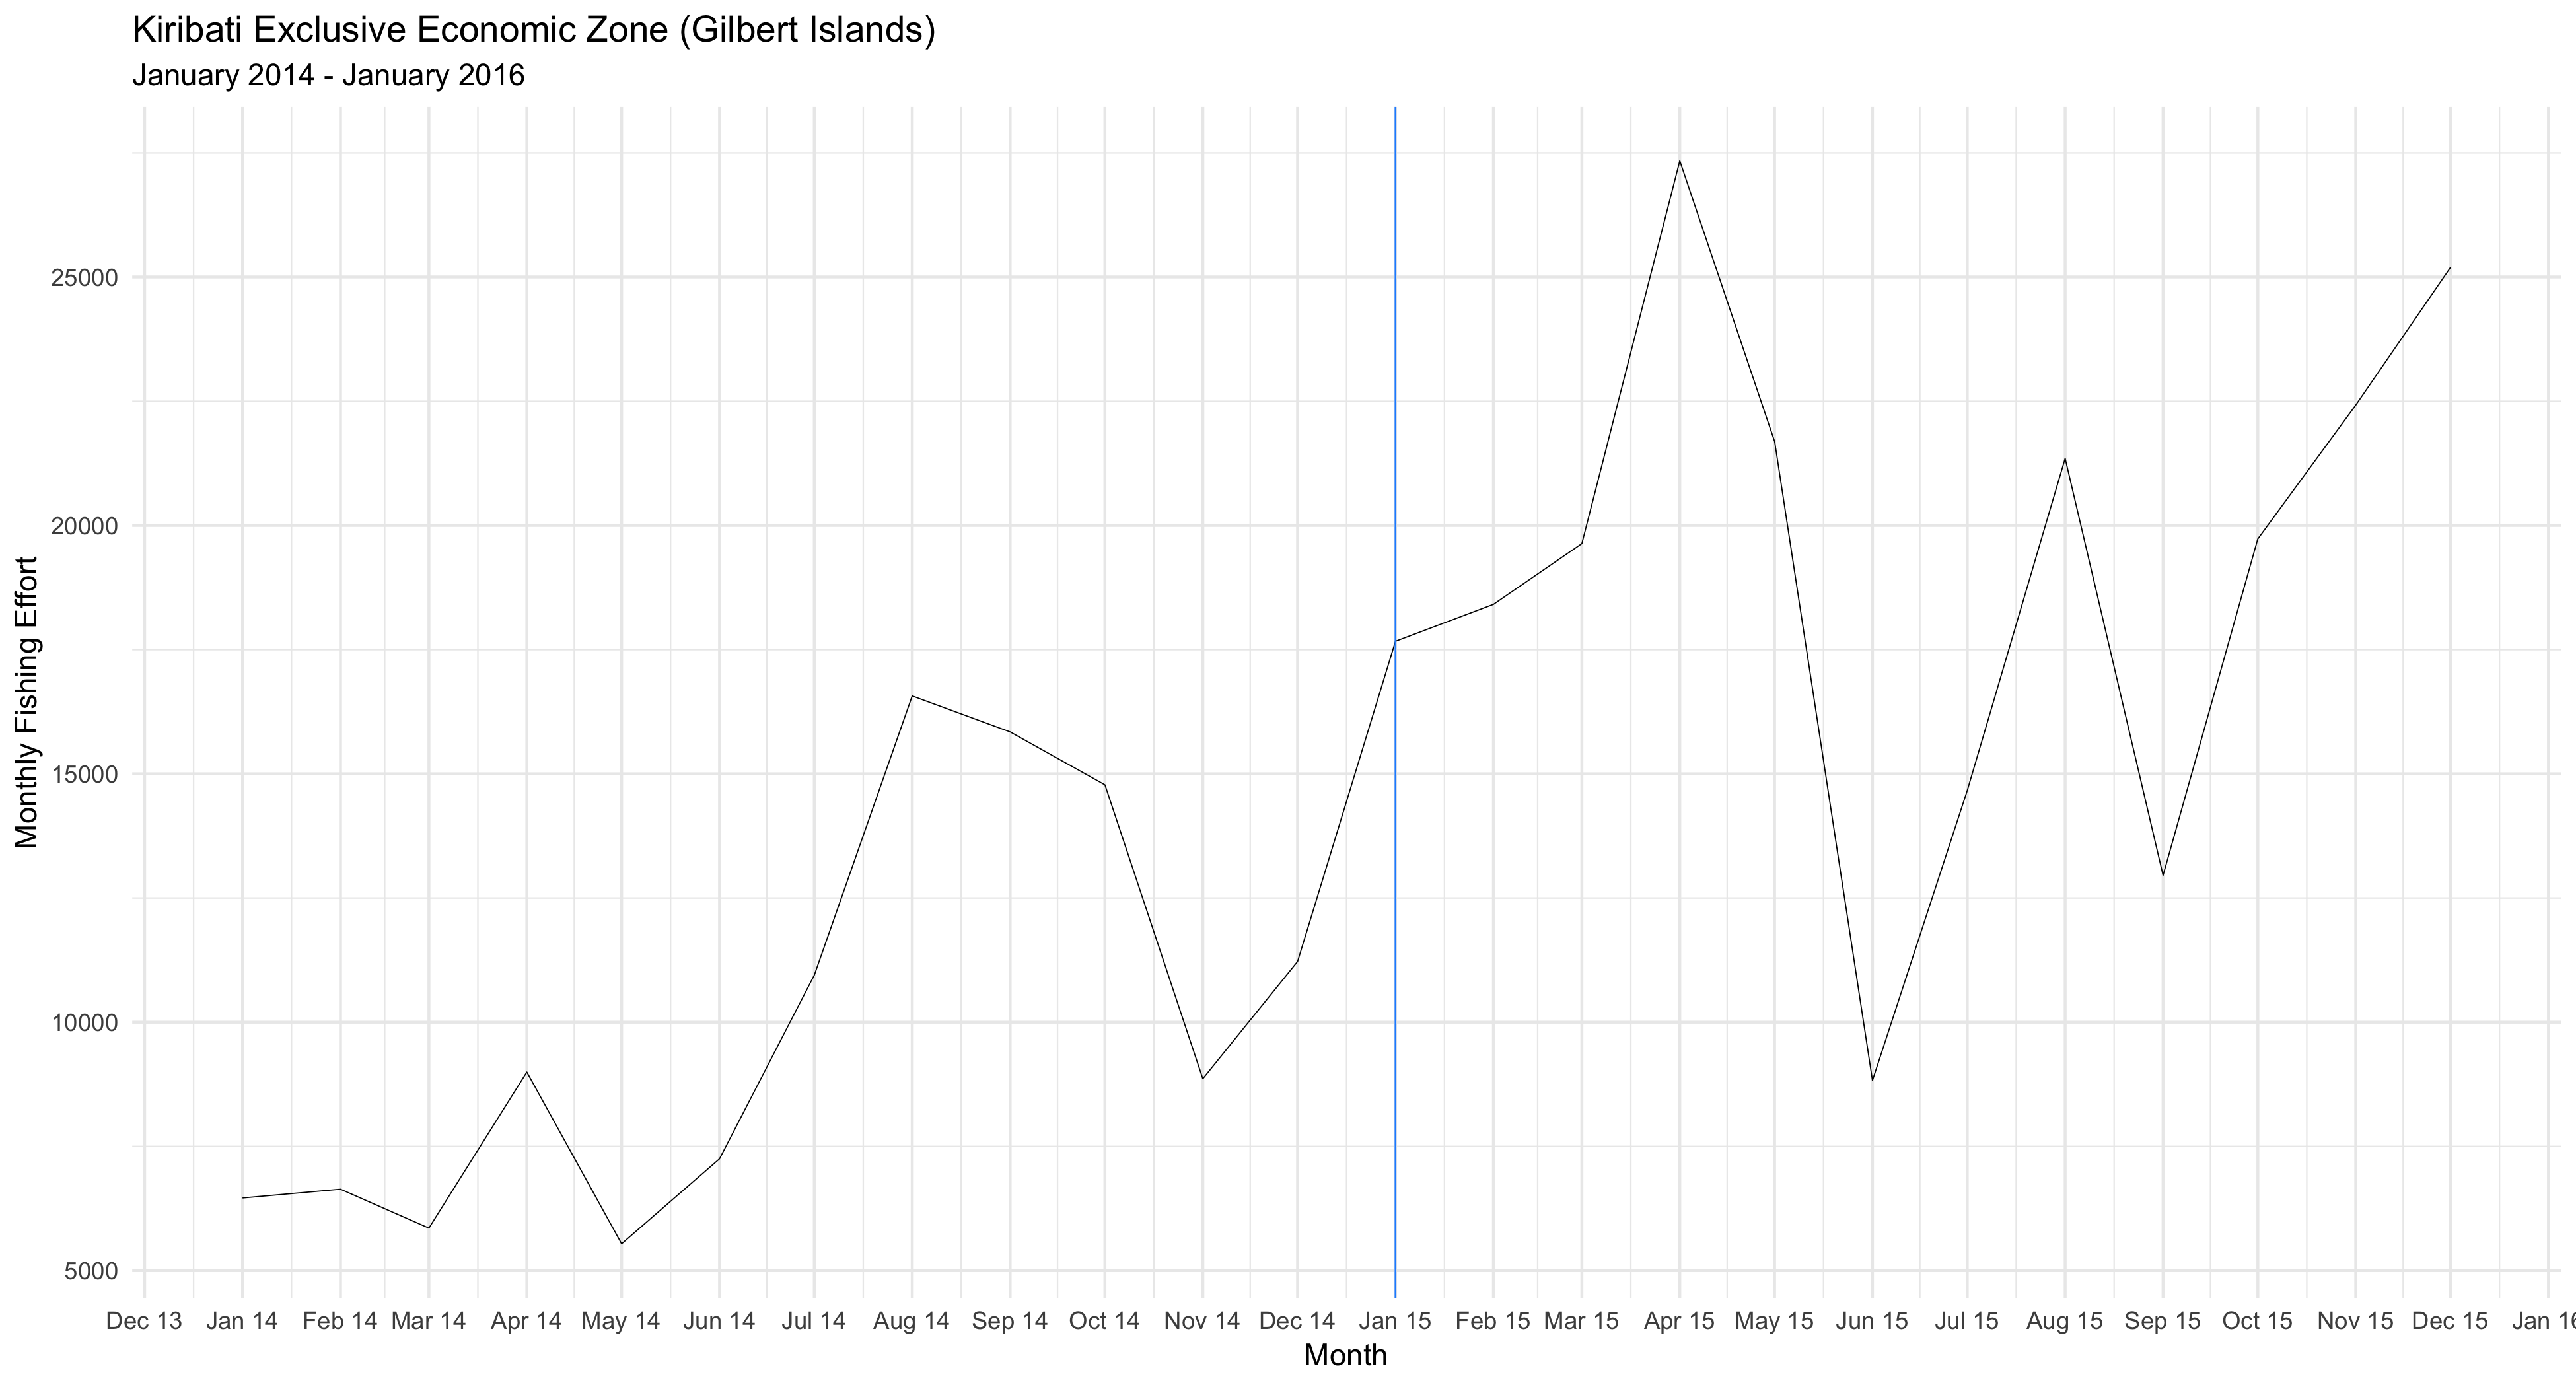 Kiribati Exclusive Economic Zone (Gilbert Islands)
January 2014 - January 2016
Monthly Fishing Effort
25000
20000
15000
10000
5000
Dec 13 Jan 14 Feb 14 Mar 14 Apr 14 May 14 Jun 14 Jul 14 Aug 14 Sep 14 Oct 14 Nov 14 Dec 14 Jan 15 Feb 15 Mar 15 Apr 15 May 15 Jun 15 Jul 15 Aug 15 Sep 15 Oct 15 Nov 15 Dec 15 Jan 16
Month